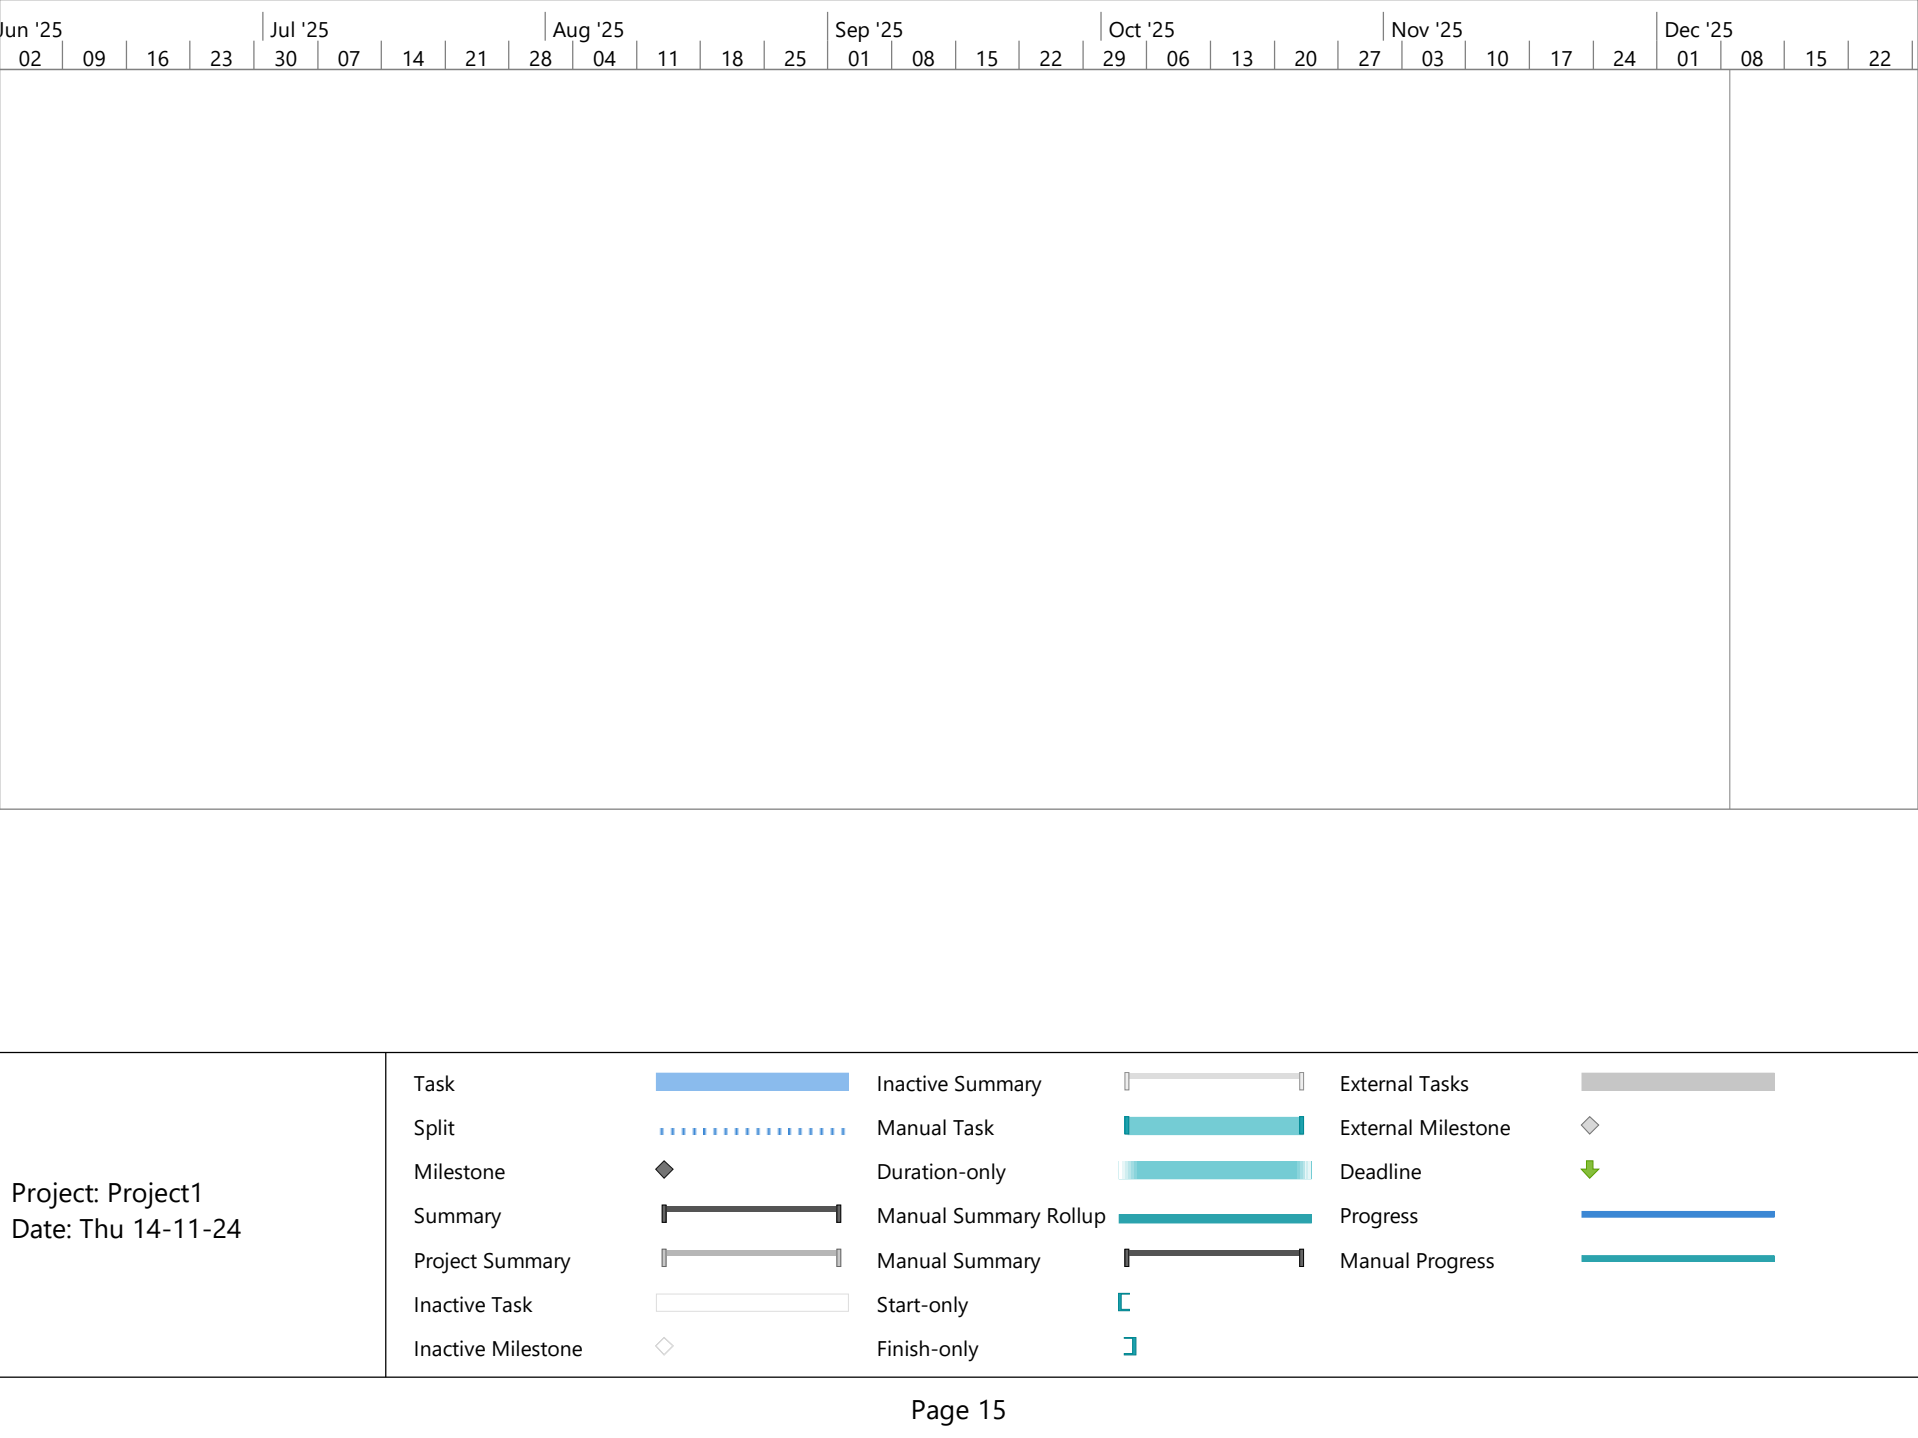 Jun '25 Jul '25 Aug '25 Sep '25 Oct '25 Nov '25 Dec '25
02 09 16 23 30 07 14 21 28 04 11 18 25 01 08 15 22 29 06 13 20 27 03 10 17 24 01 08 15 22
Project: Project1
Date: Thu 14-11-24
Task
Split
Milestone
Summary
Project Summary
Inactive Task
Inactive Milestone
Inactive Summary
Manual Task
Duration-only
Manual Summary Rollup
Manual Summary
Start-only
Finish-only
External Tasks
External Milestone
Deadline
Progress
Manual Progress
Page 15